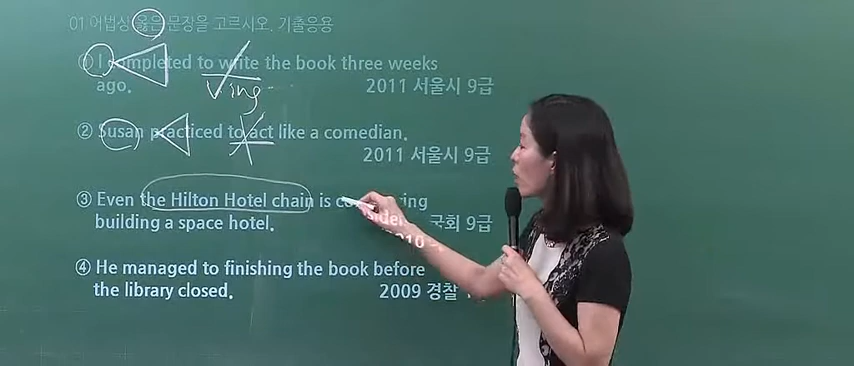 01.어법상 옳은 문장을 고르시오. 기출응용
① I completed to write the book three weeks
Ving
ago. 2011 서울시 9급
② Susan practiced to act like a comedian.
2011 서울시 9급
③ Even the Hilton Hotel chain is
building a space hotel. 국회 9급
④ He managed to finishing the book before
the library closed. 2009 경찰